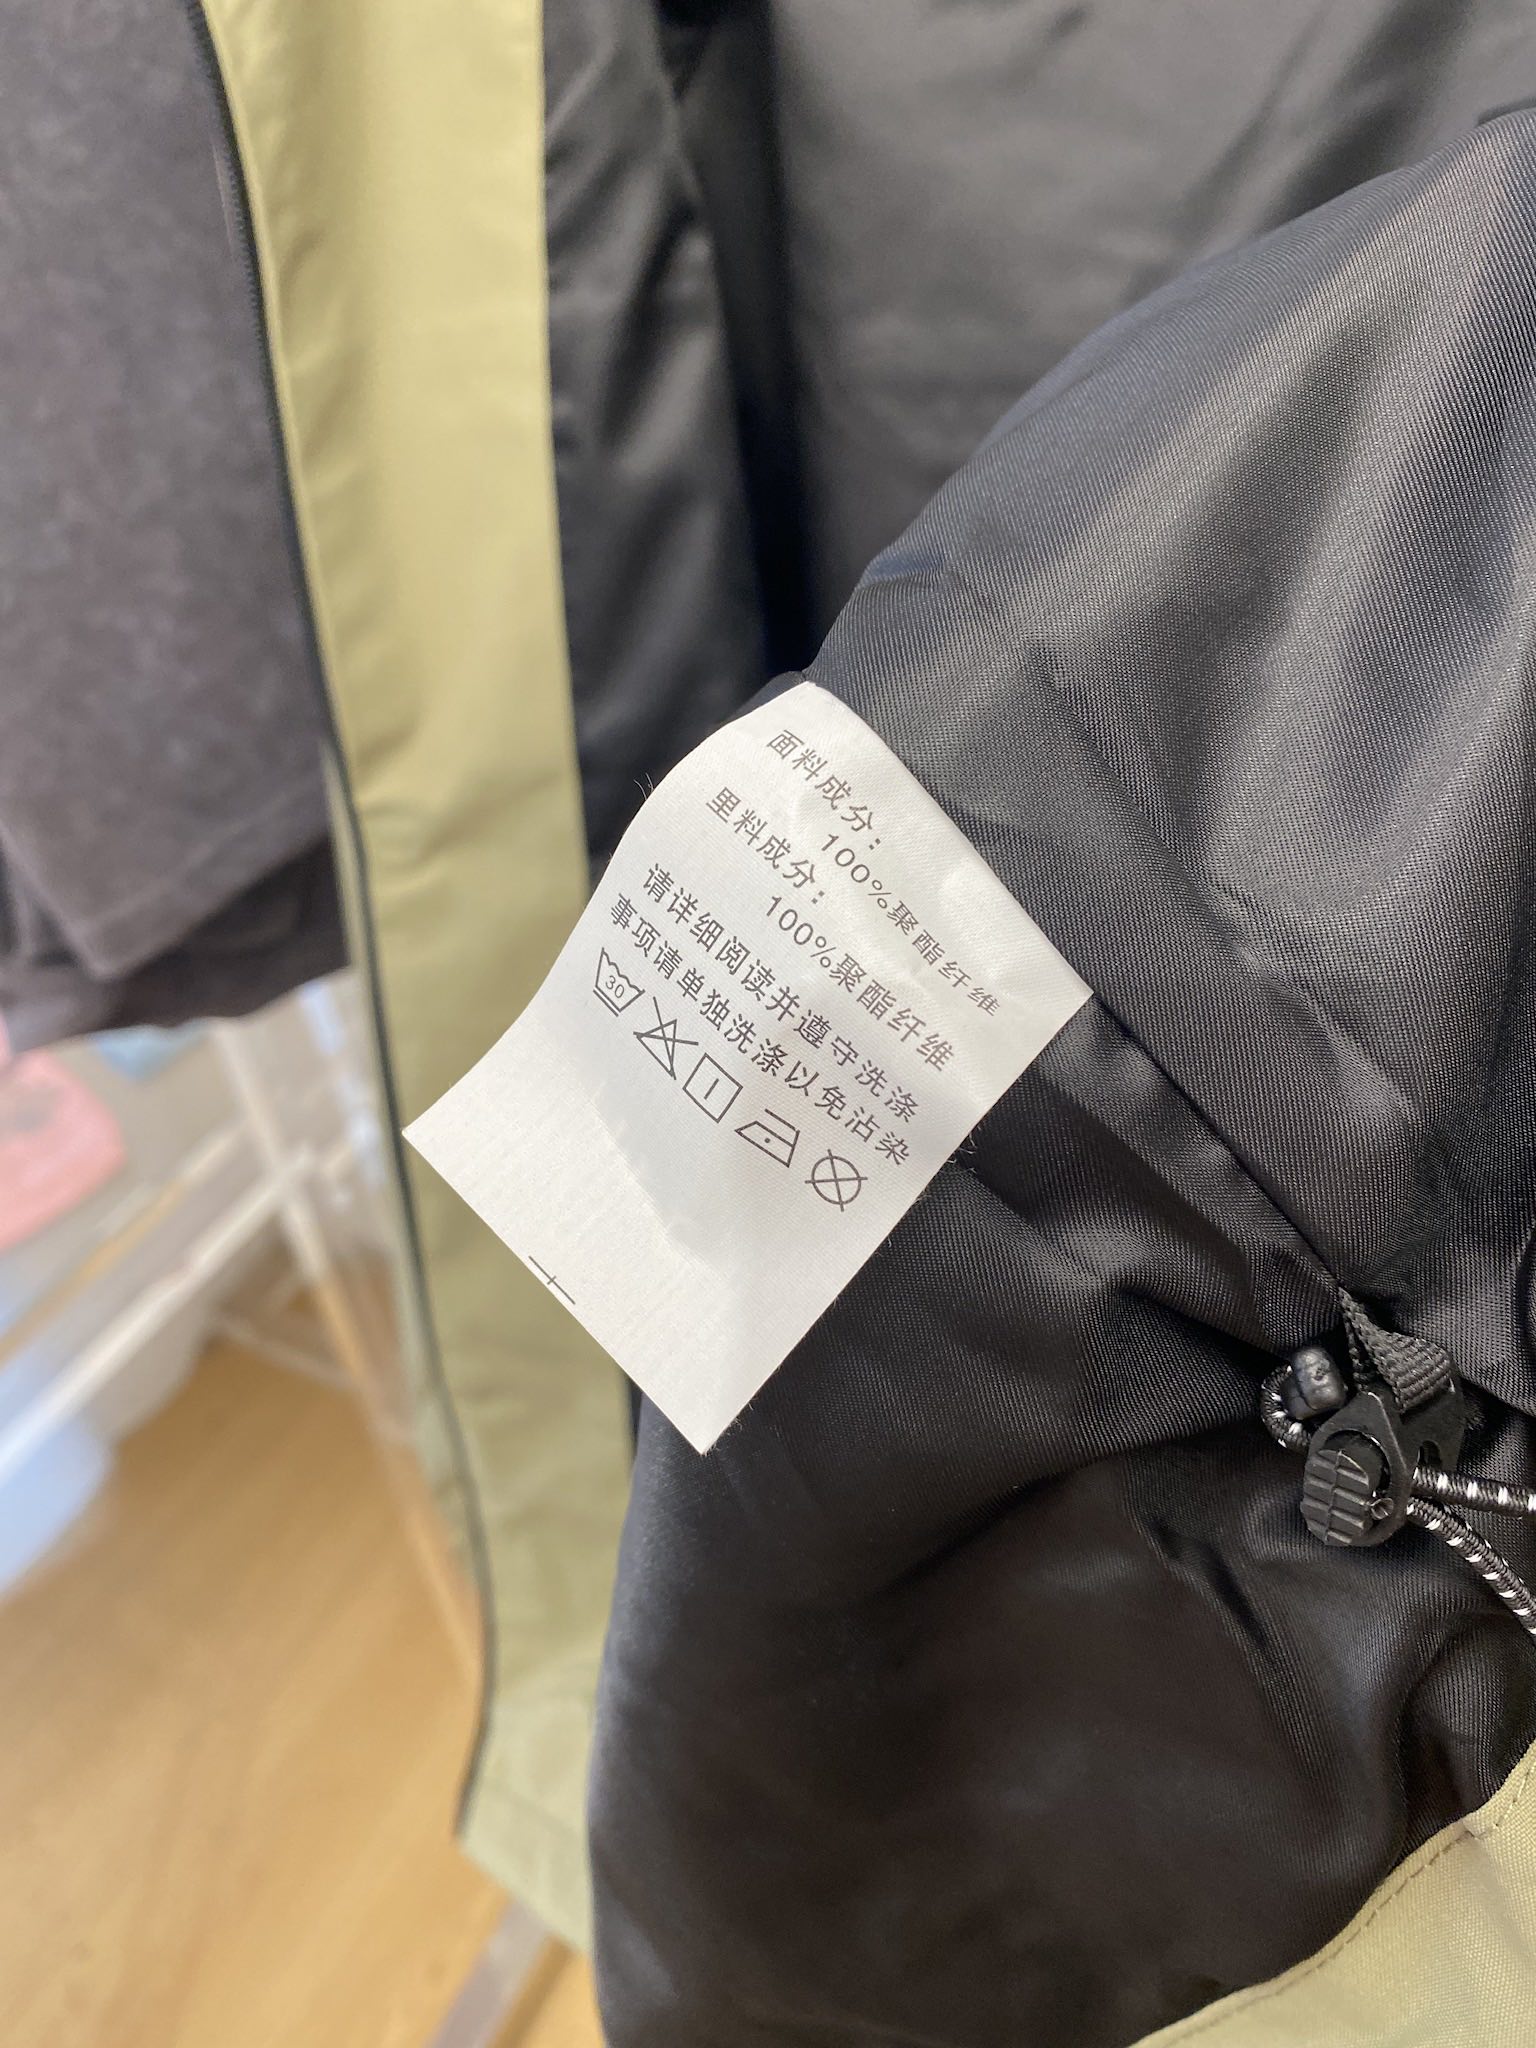 面料成分：
100%聚酯纤维
里料成分：
100%聚酯纤维
请详细阅读并遵守洗涤
事项请单独洗涤以免沾染
30